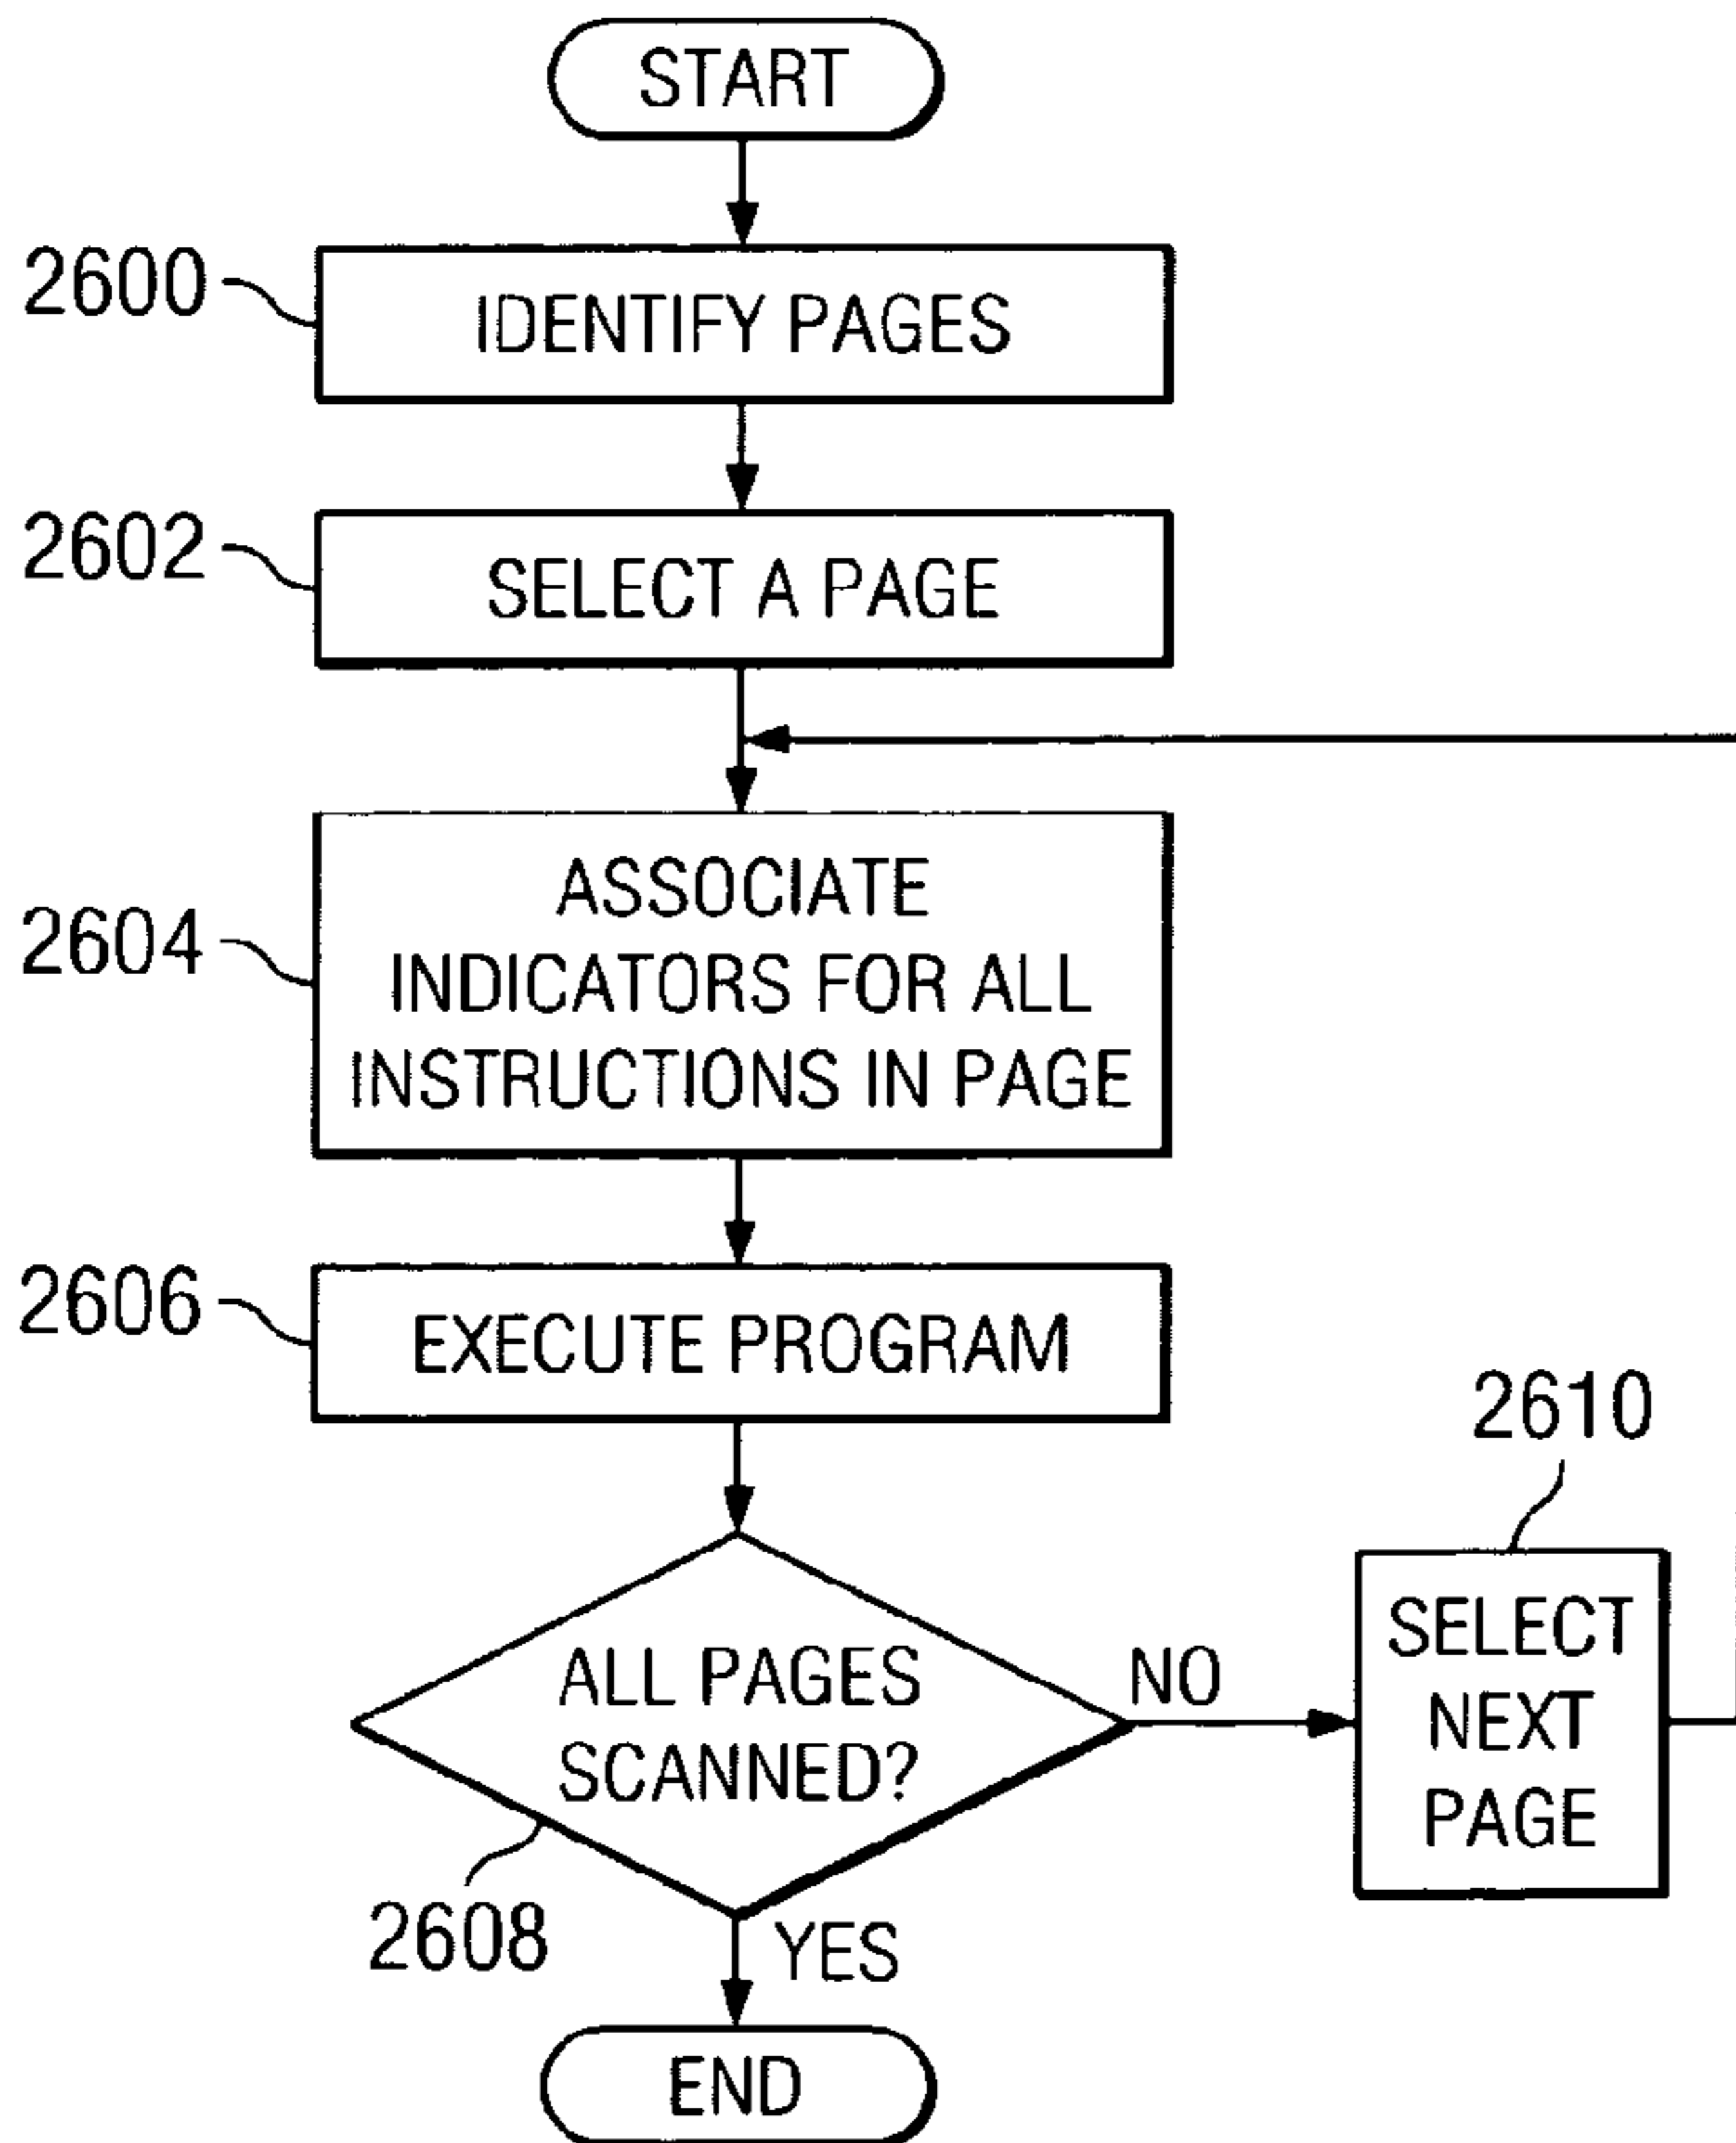 START
2600
IDENTIFY PAGES
2602
SELECT A PAGE
2604
ASSOCIATE
INDICATORS FOR ALL
INSTRUCTIONS IN PAGE
2606
EXECUTE PROGRAM
2610
ALL PAGES
SCANNED?
NO
SELECT
NEXT
PAGE
2608
YES
END